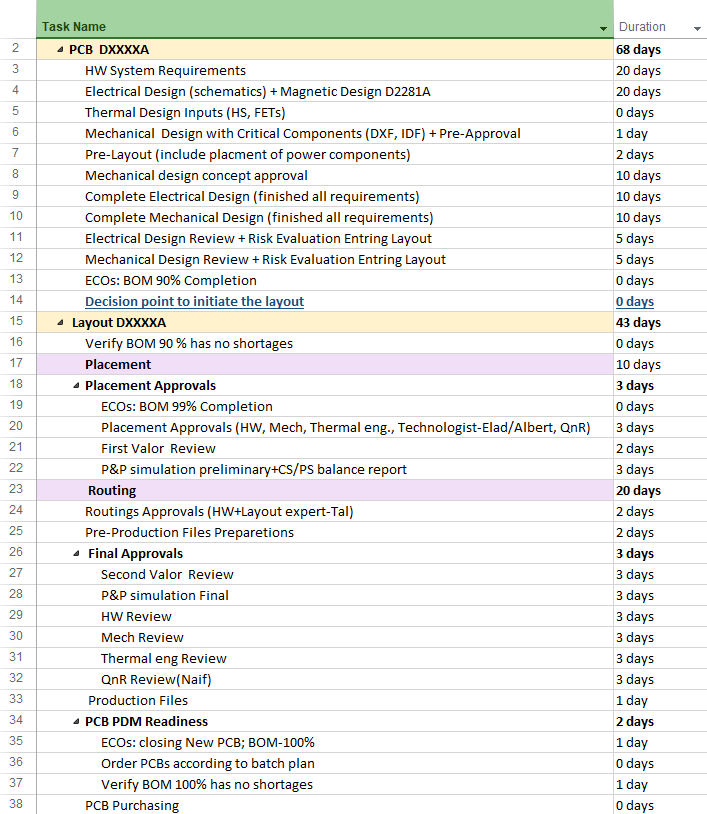 Task Name Duration
2 PCB DXXXXA 68 days
3 HW System Requirements 20 days
4 Electrical Design (schematics) + Magnetic Design D2281A 20 days
5 Thermal Design Inputs (HS, FETs) 0 days
6 Mechanical Design with Critical Components (DXF, IDF) + Pre-Approval 1 day
7 Pre-Layout (include placment of power components) 2 days
8 Mechanical design concept approval 10 days
9 Complete Electrical Design (finished all requirements) 10 days
10 Complete Mechanical Design (finished all requirements) 10 days
11 Electrical Design Review + Risk Evaluation Entring Layout 5 days
12 Mechanical Design Review + Risk Evaluation Entring Layout 5 days
13 ECOs: BOM 90% Completion 0 days
14 Decision point to initiate the layout 0 days
15 Layout DXXXXA 43 days
16 Verify BOM 90 % has no shortages 0 days
17 Placement 10 days
18 Placement Approvals 3 days
19 ECOs: BOM 99% Completion 0 days
20 Placement Approvals (HW, Mech, Thermal eng., Technologist-Elad/Albert, QnR) 3 days
21 First Valor Review 2 days
22 P&P simulation preliminary+CS/PS balance report 3 days
23 Routing 20 days
24 Routings Approvals (HW+Layout expert-Tal) 2 days
25 Pre-Production Files Preparetions 2 days
26 Final Approvals 3 days
27 Second Valor Review 3 days
28 P&P simulation Final 3 days
29 HW Review 3 days
30 Mech Review 3 days
31 Thermal eng Review 3 days
32 QnR Review(Naif) 3 days
33 Production Files 1 day
34 PCB PDM Readiness 2 days
35 ECOs: closing New PCB; BOM-100% 1 day
36 Order PCBs according to batch plan 0 days
37 Verify BOM 100% has no shortages 1 day
38 PCB Purchasing 0 days